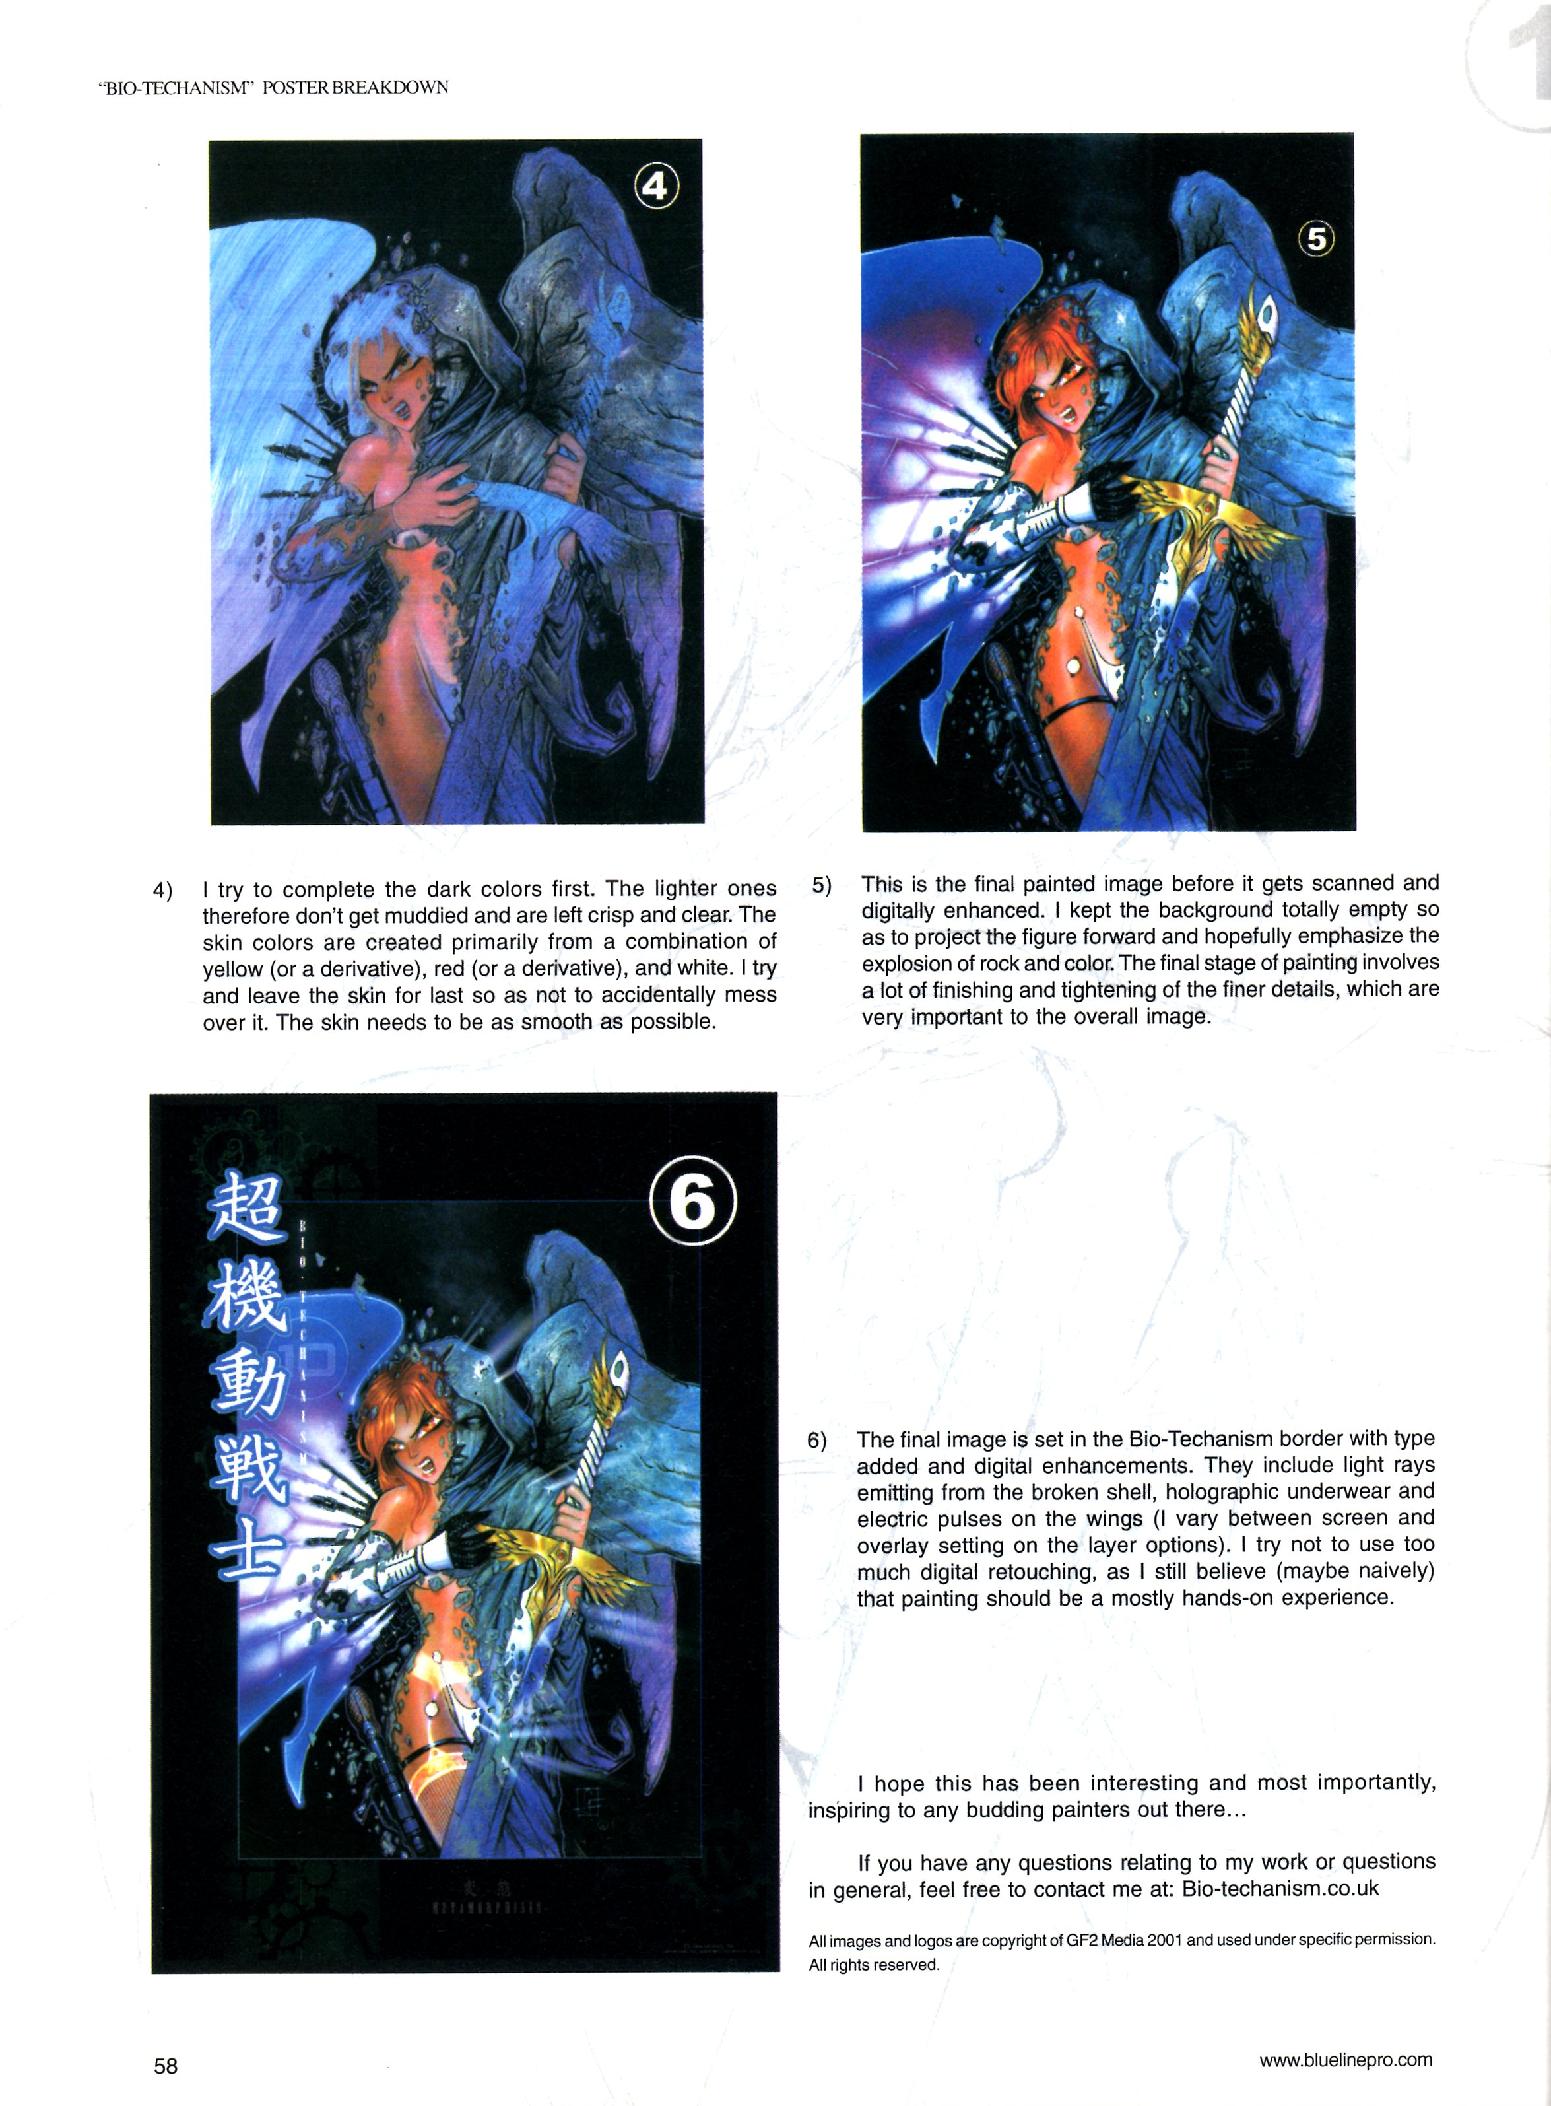 “BIO-TECHANISM” POSTER BREAKDOWN
1
4
5
4) I try to complete the dark colors first. The lighter ones
therefore don't get muddied and are left crisp and clear. The
skin colors are created primarily from a combination of
yellow (or a derivative), red (or a derivative), and white. I try
and leave the skin for last so as not to accidentally mess
over it. The skin needs to be as smooth as possible.
5) This is the final painted image before it gets scanned and
digitally enhanced. I kept the background totally empty so
as to project the figure forward and hopefully emphasize the
explosion of rock and color. The final stage of painting involves
a lot of finishing and tightening of the finer details, which are
very important to the overall image.
6
超機動戦士
BIO-TECHANISM
METAMORPHISIS
6) The final image is set in the Bio-Techanism border with type
added and digital enhancements. They include light rays
emitting from the broken shell, holographic underwear and
electric pulses on the wings (I vary between screen and
overlay setting on the layer options). I try not to use too
much digital retouching, as I still believe (maybe naively)
that painting should be a mostly hands-on experience.
I hope this has been interesting and most importantly,
inspiring to any budding painters out there...
If you have any questions relating to my work or questions
in general, feel free to contact me at: Bio-techanism.co.uk
All images and logos are copyright of GF2 Media 2001 and used under specific permission.
All rights reserved.
58
www.bluelinepro.com